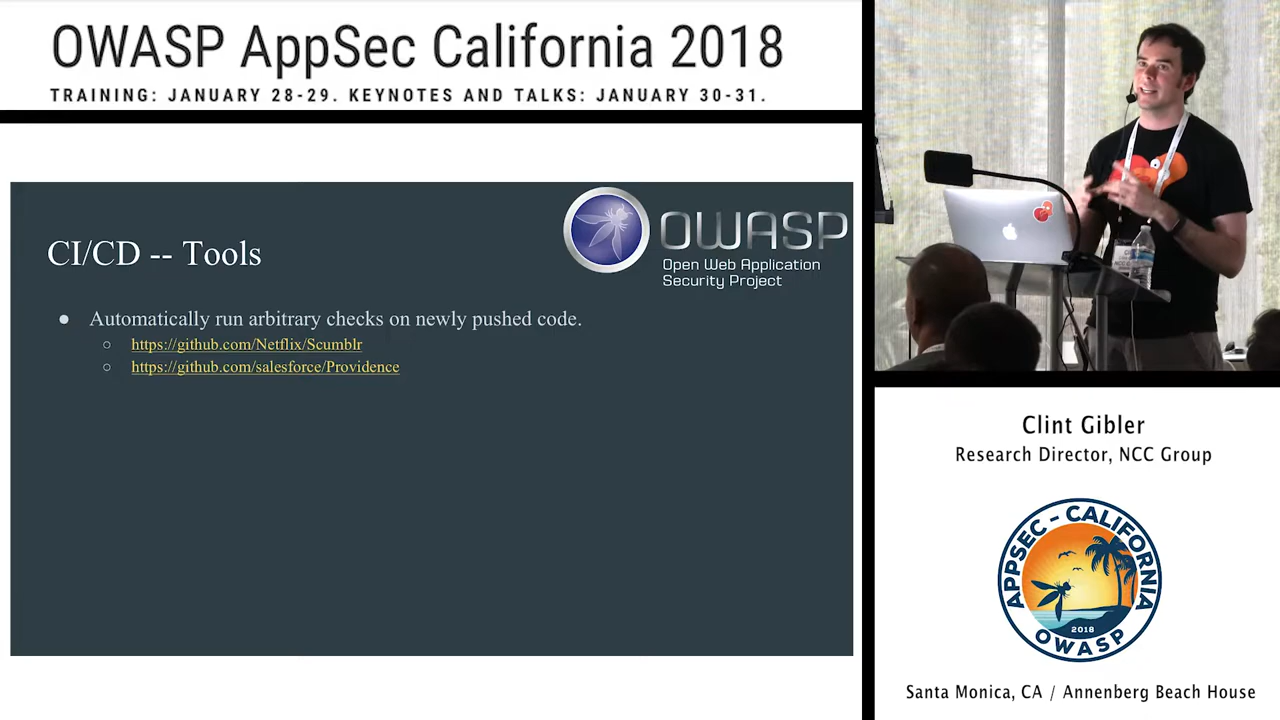 OWASP AppSec California 2018
TRAINING: JANUARY 28-29. KEYNOTES AND TALKS: JANUARY 30-31.
OWASP
Open Web Application
Security Project
CI/CD -- Tools
● Automatically run arbitrary checks on newly pushed code.
○ https://github.com/Netflix/Scumblr
○ https://github.com/salesforce/Providence
Clint Gibler
Research Director, NCC Group
APPSEC - CALIFORNIA
2018
OWASP
Santa Monica, CA / Annenberg Beach House